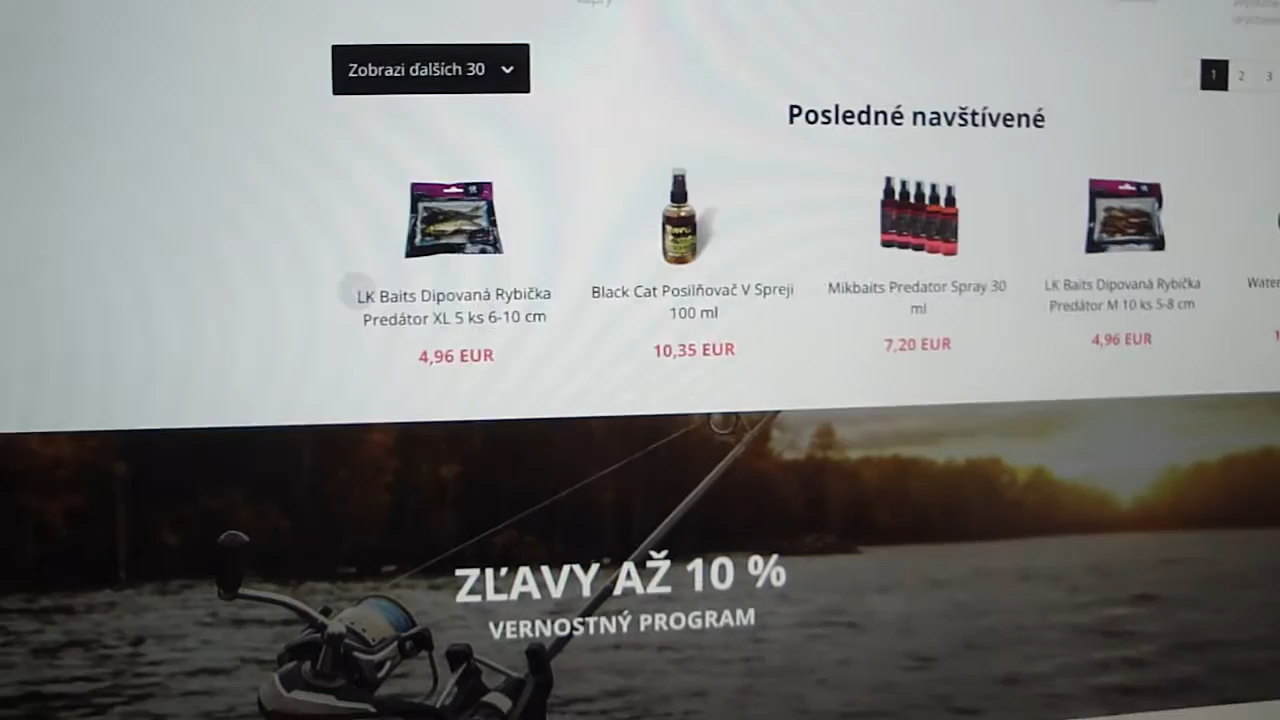 Zobrazi ďalších 30
1 2 3
Posledné navštívené
LK Baits Dipovaná Rybička
Predátor XL 5 ks 6-10 cm
4,96 EUR
Black Cat Posilňovač V Spreji
100 ml
10,35 EUR
Mikbaits Predator Spray 30
ml
7,20 EUR
LK Baits Dipovaná Rybička
Predátor M 10 ks 5-8 cm
4,96 EUR
ZĽAVY AŽ 10 %
VERNOSTNÝ PROGRAM